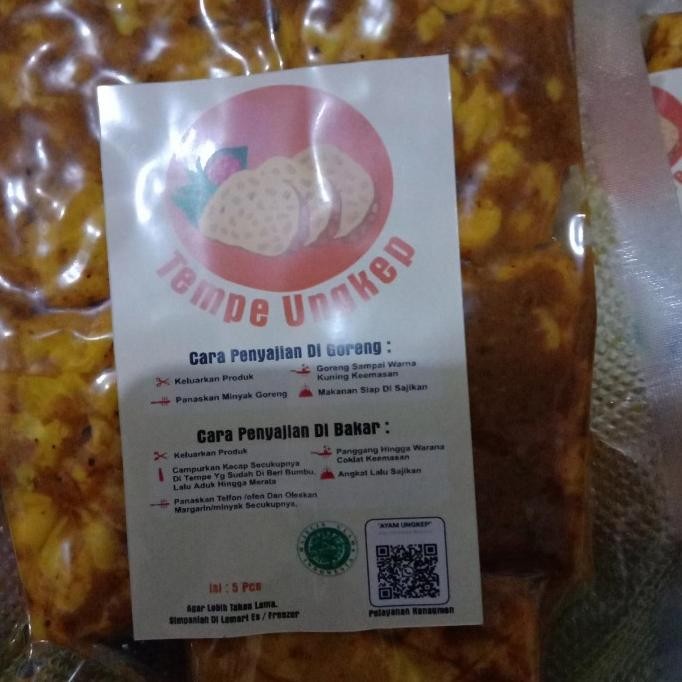 Tempe Ungkep
Cara Penyajian Di Goreng :
Keluarkan Produk
Panaskan Minyak Goreng
Goreng Sampai Warna
Kuning Keemasan
Makanan Siap Di Sajikan
Cara Penyajian Di Bakar :
Keluarkan Produk
Campurkan Kacap Secukupnya
Di Tempe Yg Sudah Di Beri Bumbu,
Lalu Aduk Hingga Merata
Panaskan Telfon /ofen Dan Oleskan
Margarin/minyak Secukupnya,
Panggang Hingga Warana
Coklat Keemasan
Angkat Lalu Sajikan
Isi : 5 Pcs
Agar Lebih Tahan Lama,
Simpanlah Di Lemari Es / Freezer
"AYAM UNGKEP"
Pelayanan Konsumen